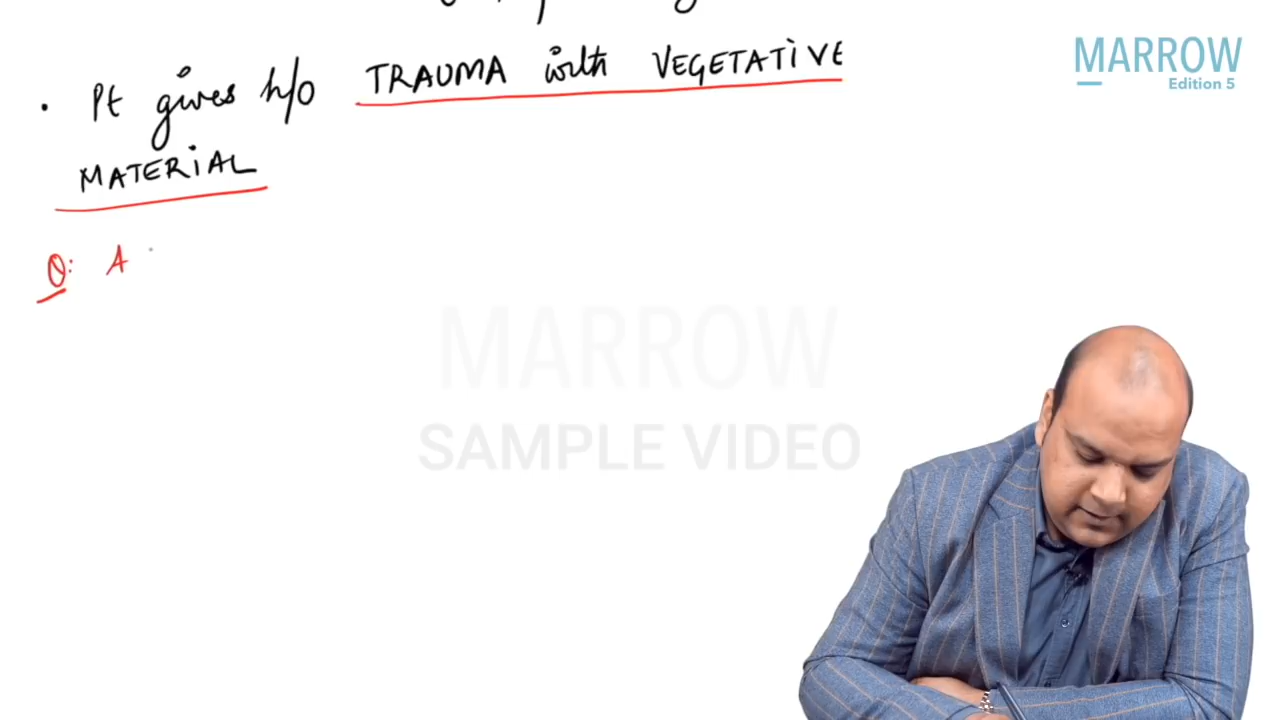 MARROW
Edition 5
• Pt gives h/o TRAUMA with VEGETATIVE
MATERIAL
Q: A
MARROW
SAMPLE VIDEO